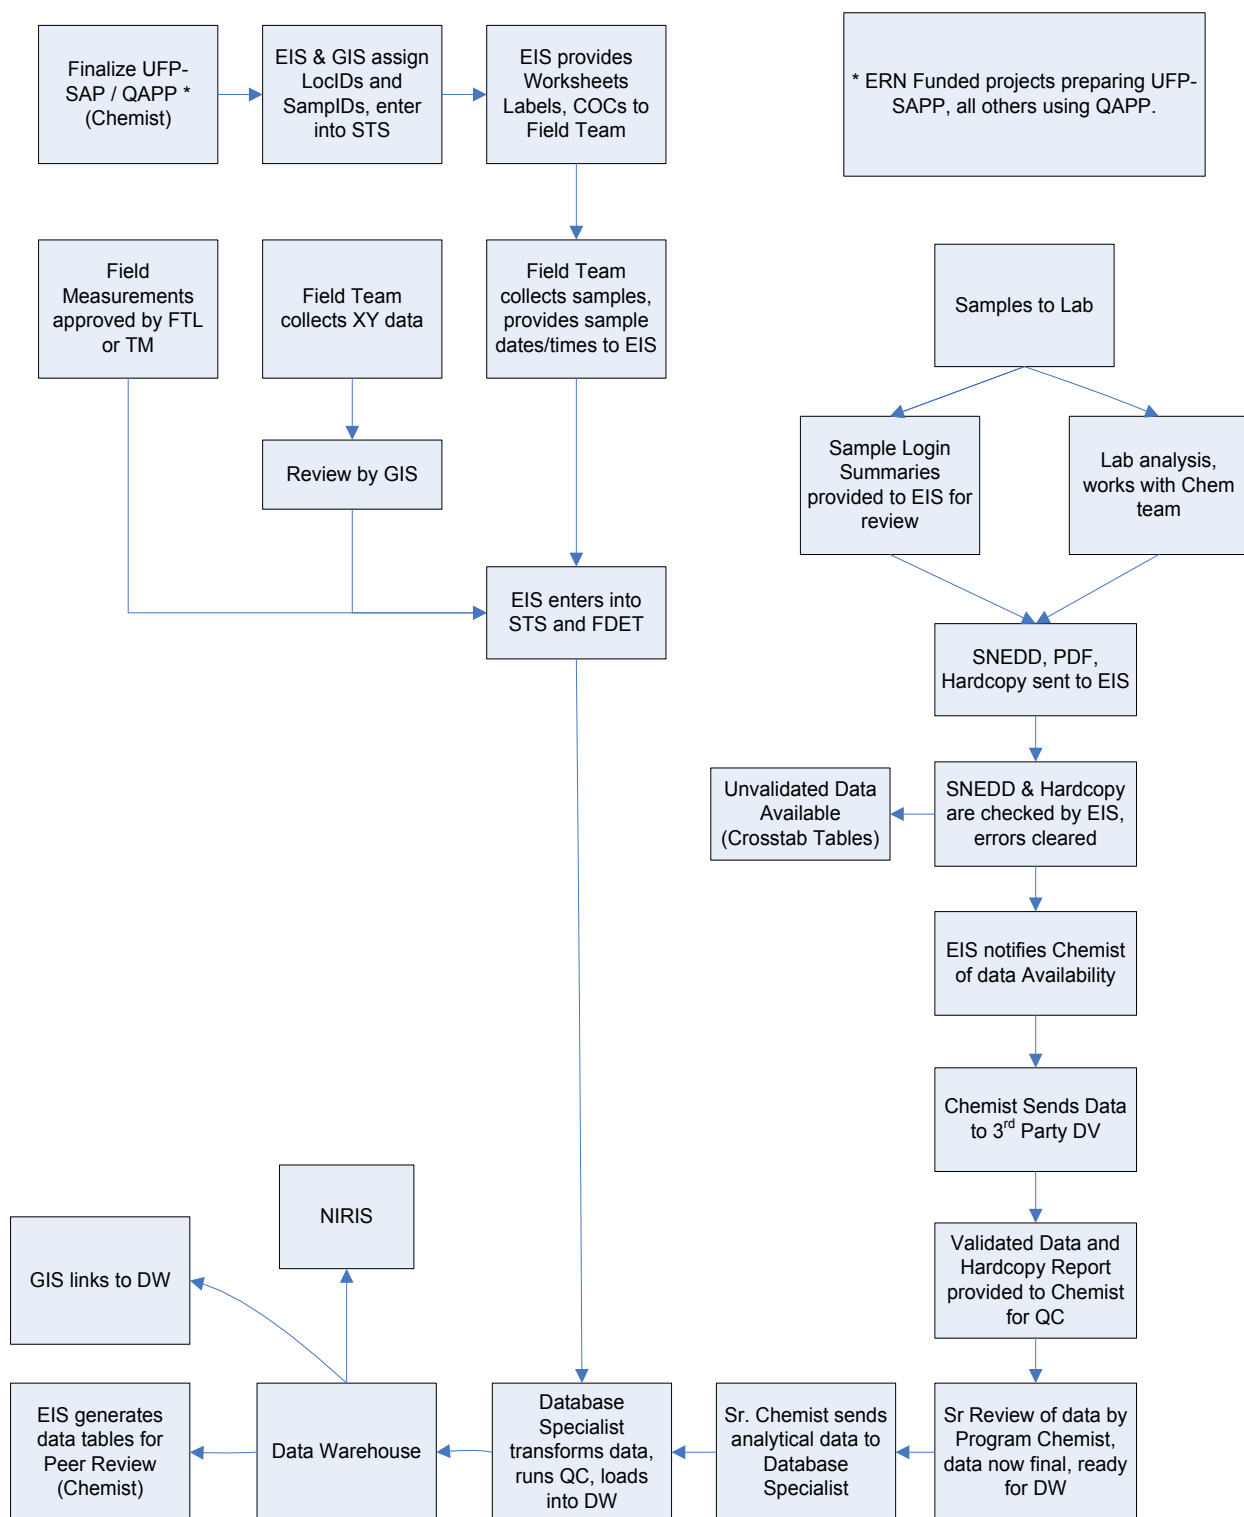 Finalize UFP-
SAP / QAPP *
(Chemist)
EIS & GIS assign
LocIDs and
SampIDs, enter
into STS
EIS provides
Worksheets
Labels, COCs to
Field Team
* ERN Funded projects preparing UFP-
SAPP, all others using QAPP.
Field
Measurements
approved by FTL
or TM
Field Team
collects XY data
Field Team
collects samples,
provides sample
dates/times to EIS
Samples to Lab
Review by GIS
Sample Login
Summaries
provided to EIS for
review
Lab analysis,
works with Chem
team
EIS enters into
STS and FDET
SNEDD, PDF,
Hardcopy sent to EIS
Unvalidated Data
Available
(Crosstab Tables)
SNEDD & Hardcopy
are checked by EIS,
errors cleared
EIS notifies Chemist
of data Availability
Chemist Sends Data
to 3rd Party DV
NIRIS
GIS links to DW
Validated Data and
Hardcopy Report
provided to Chemist
for QC
EIS generates
data tables for
Peer Review
(Chemist)
Data Warehouse
Database
Specialist
transforms data,
runs QC, loads
into DW
Sr. Chemist sends
analytical data to
Database
Specialist
Sr Review of data by
Program Chemist,
data now final, ready
for DW